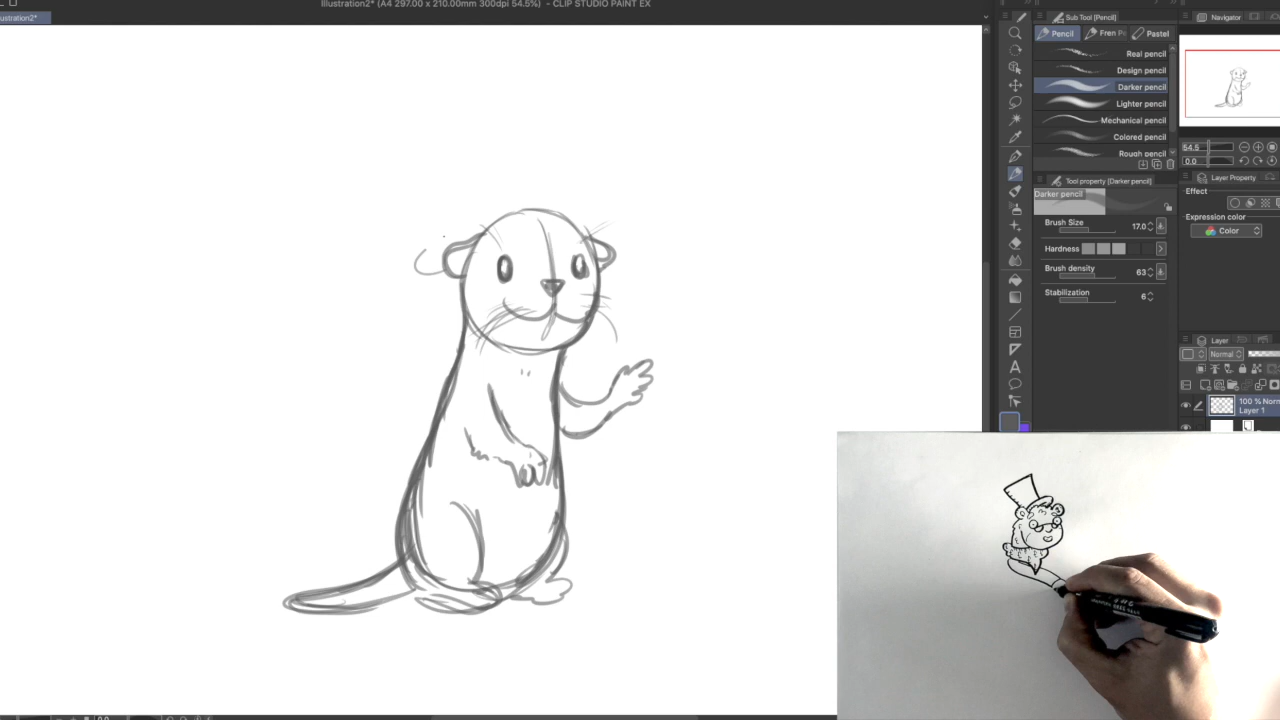 Illustration2* (A4 297.00 x 210.00mm 300dpi 54.5%) - CLIP STUDIO PAINT EX
ustration2*
Sub Tool [Pencil]
Navigator
Pencil
Pastel
Real pencil
Design pencil
Darker pencil
Lighter pencil
Mechanical pencil
Colored pencil
Rough pencil
54.5
0.0
Tool property [Darker pencil]
Darker pencil
Brush Size 17.0
Hardness
Brush density 63
Stabilization 6
Layer Property
Effect
Expression color
Color
Layer
Normal
100 % Norm
Layer 1
0.0